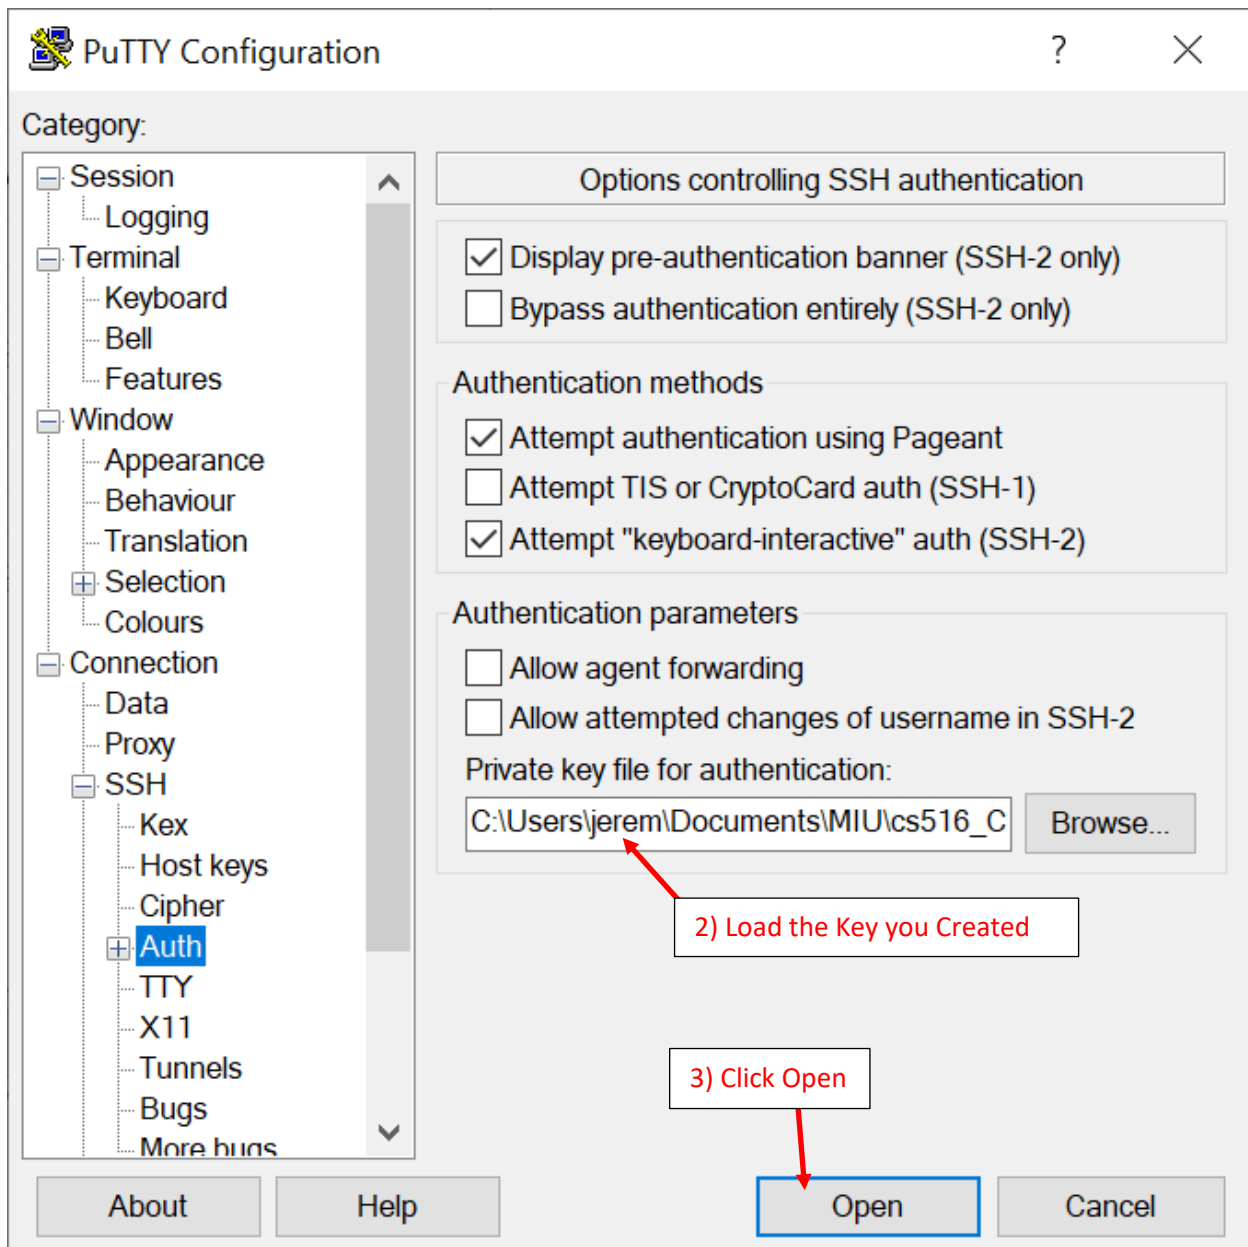 PuTTY Configuration
?
Category:
Session
Logging
Terminal
Keyboard
Bell
Features
Window
Appearance
Behaviour
Translation
Selection
Colours
Connection
Data
Proxy
SSH
Kex
Host keys
Cipher
Auth
TTY
X11
Tunnels
Bugs
More bugs
Options controlling SSH authentication
Display pre-authentication banner (SSH-2 only)
Bypass authentication entirely (SSH-2 only)
Authentication methods
Attempt authentication using Pageant
Attempt TIS or CryptoCard auth (SSH-1)
Attempt "keyboard-interactive" auth (SSH-2)
Authentication parameters
Allow agent forwarding
Allow attempted changes of username in SSH-2
Private key file for authentication:
C:\Users\jerem\Documents\MIU\cs516_C
Browse...
2) Load the Key you Created
3) Click Open
About
Help
Open
Cancel